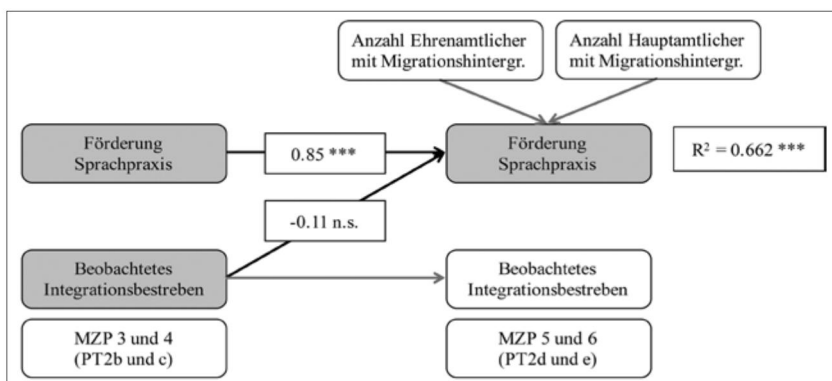 Anzahl Ehrenamtlicher
mit Migrationshintergr.
Anzahl Hauptamtlicher
mit Migrationshintergr.
Förderung
Sprachpraxis
0.85 ***
Förderung
Sprachpraxis
R² = 0.662 ***
-0.11 n.s.
Beobachtetes
Integrationsbestreben
Beobachtetes
Integrationsbestreben
MZP 3 und 4
(PT2b und c)
MZP 5 und 6
(PT2d und e)